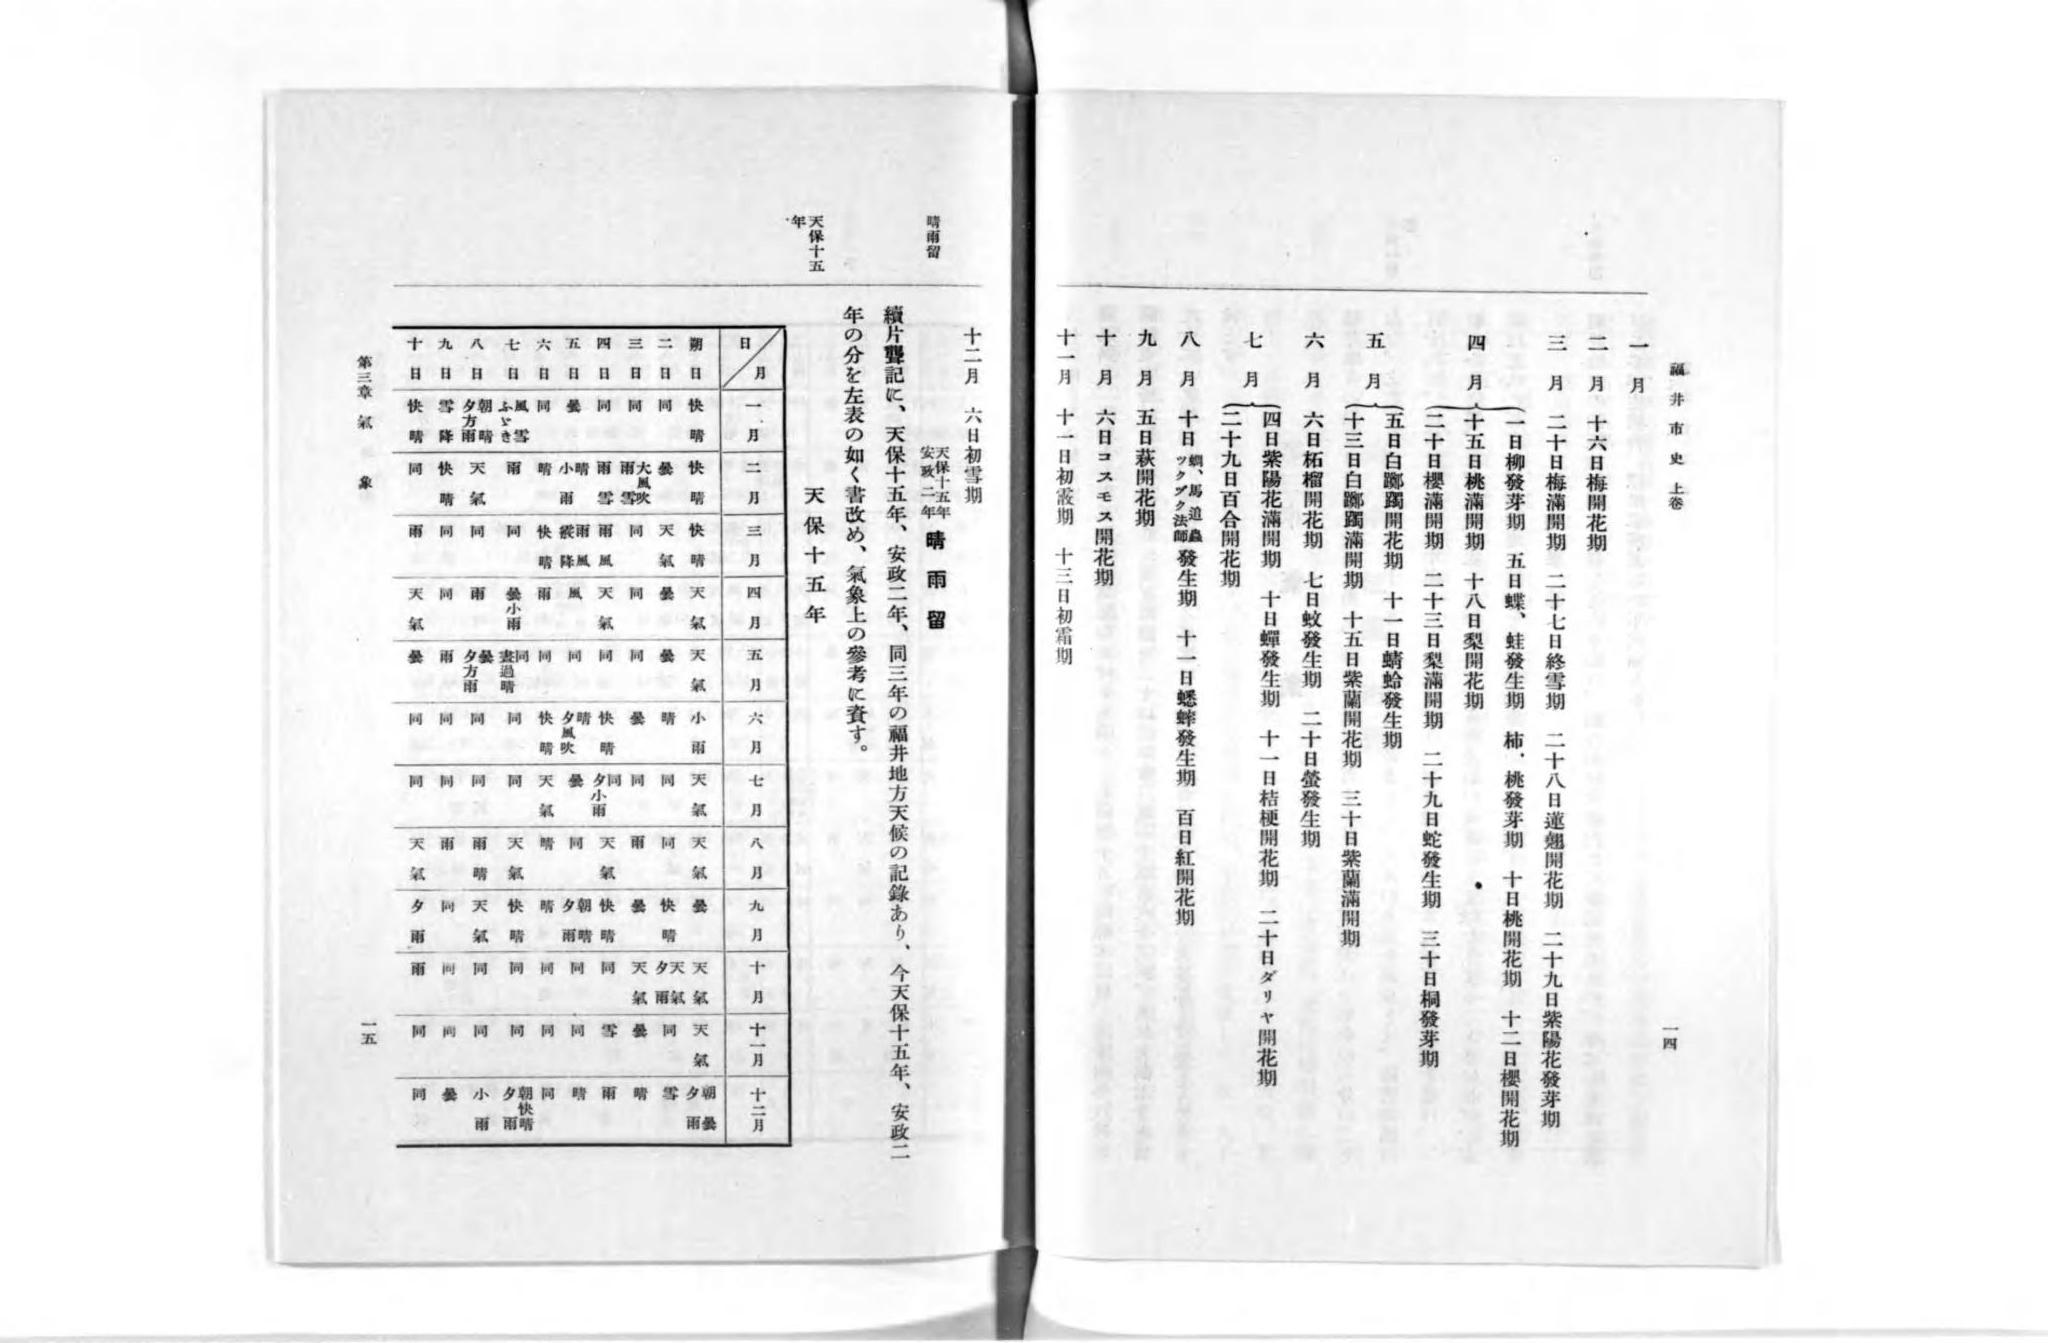 福井市史 上卷
一四
一月
二月 十六日梅開花期
三月 二十日梅滿開期 二十七日終雪期 二十八日蓮翹開花期 二十九日紫陽花發芽期
四月 一日柳發芽期 五日蝶、蛙發生期 柿、桃發芽期 十日桃開花期 十二日櫻開花期
十五日桃滿開期 十八日梨開花期
二十日櫻滿開期 二十三日梨滿開期 二十九日蛇發生期 三十日桐發芽期
五月 五日白躑躅開花期 十一日蜻蛉發生期
十三日白躑躅滿開期 十五日紫蘭開花期 三十日紫蘭滿開期
六月 六日柘榴開花期 七日蚊發生期 二十日螢發生期
七月 四日紫陽花滿開期 十日蟬發生期 十一日桔梗開花期 二十日ダリヤ開花期
二十九日百合開花期
八月 十日蜩、馬追蟲ツクヅク法師發生期 十一日蟋蟀發生期 百日紅開花期
九月 五日萩開花期
十月 六日コスモス開花期
十一月 十一日初霰期 十三日初霜期
十二月 六日初雪期
晴雨留
天保十五年
安政二年 晴雨留
續片聾記に、天保十五年、安政二年、同三年の福井地方天候の記錄あり、今天保十五年、安政二
年の分を左表の如く書改め、氣象上の參考に資す。
天保十五年
天保十五年
日 月 一月 二月 三月 四月 五月 六月 七月 八月 九月 十月 十一月 十二月
朔日 快晴 快晴 快晴 天氣 天氣 小雨 天氣 天氣 曇 天氣 天氣 朝曇夕雨
二日 同 曇 天氣 曇 曇 晴 同 同 快晴 天氣夕雨 同 雪
三日 同 大風吹雨雪 同 同 同 曇 同 雨 曇 天氣 曇 晴
四日 同 雨雪 雨風 天氣 同 快晴 同夕小雨 天氣 快晴 同 雪 雨
五日 曇 晴小雨 雨風霰降 風 同 晴夕風吹 曇 同 朝晴夕雨 同 同 晴
六日 同 晴 快晴 雨 同 快晴 天氣 晴 晴 同 同 同
七日 風雪ふゞき 雨 同 曇小雨 同晝過晴 同 同 天氣 快晴 同 同 朝快晴夕雨
八日 朝晴夕方雨 天氣 同 雨 曇夕方雨 同 同 雨晴 天氣 同 同 小雨
九日 雪降 快晴 同 同 雨 同 同 雨 同 同 同 曇
十日 快晴 同 雨 天氣 曇 同 同 天氣 夕雨 雨 同 同
第三章 氣象
一五